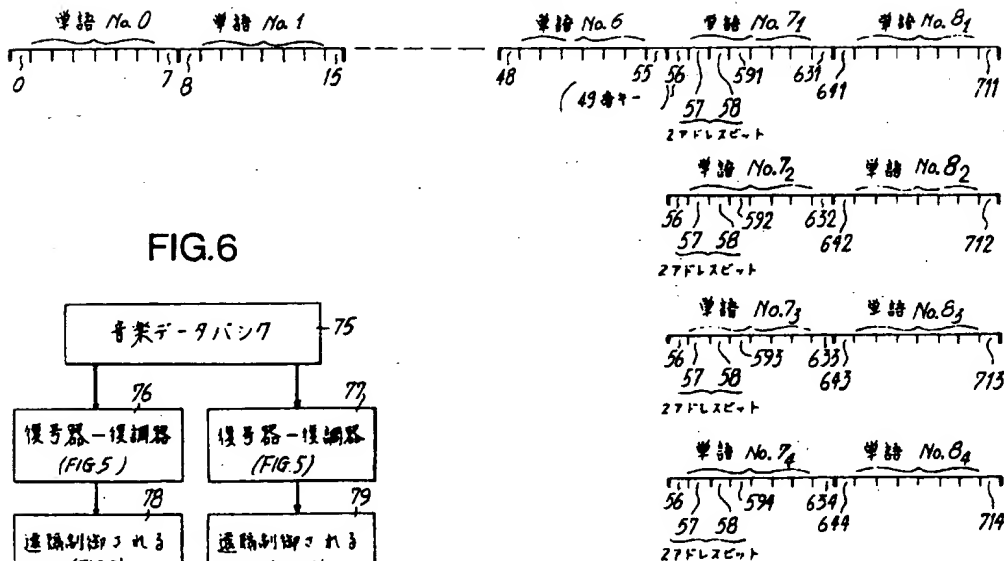 単語 No.0 単語 No.1 単語 No.6 単語 No.7₁ 単語 No.8₁
0 7 8 15 48 55 56 591 631 641 711
49番キー 57 58
2アドレスビット
単語 No.7₂ 単語 No.8₂
56 592 632 642 712
57 58
2アドレスビット
FIG.6
単語 No.7₃ 単語 No.8₃
音楽データバンク 75
56 593 633 643 713
57 58
2アドレスビット
76 77
復号器-復調器 復号器-復調器
(FIG.5) (FIG.5)
単語 No.7₄ 単語 No.8₄
56 594 634 644 714
57 58
2アドレスビット
78 79
遠隔制御される 遠隔制御される